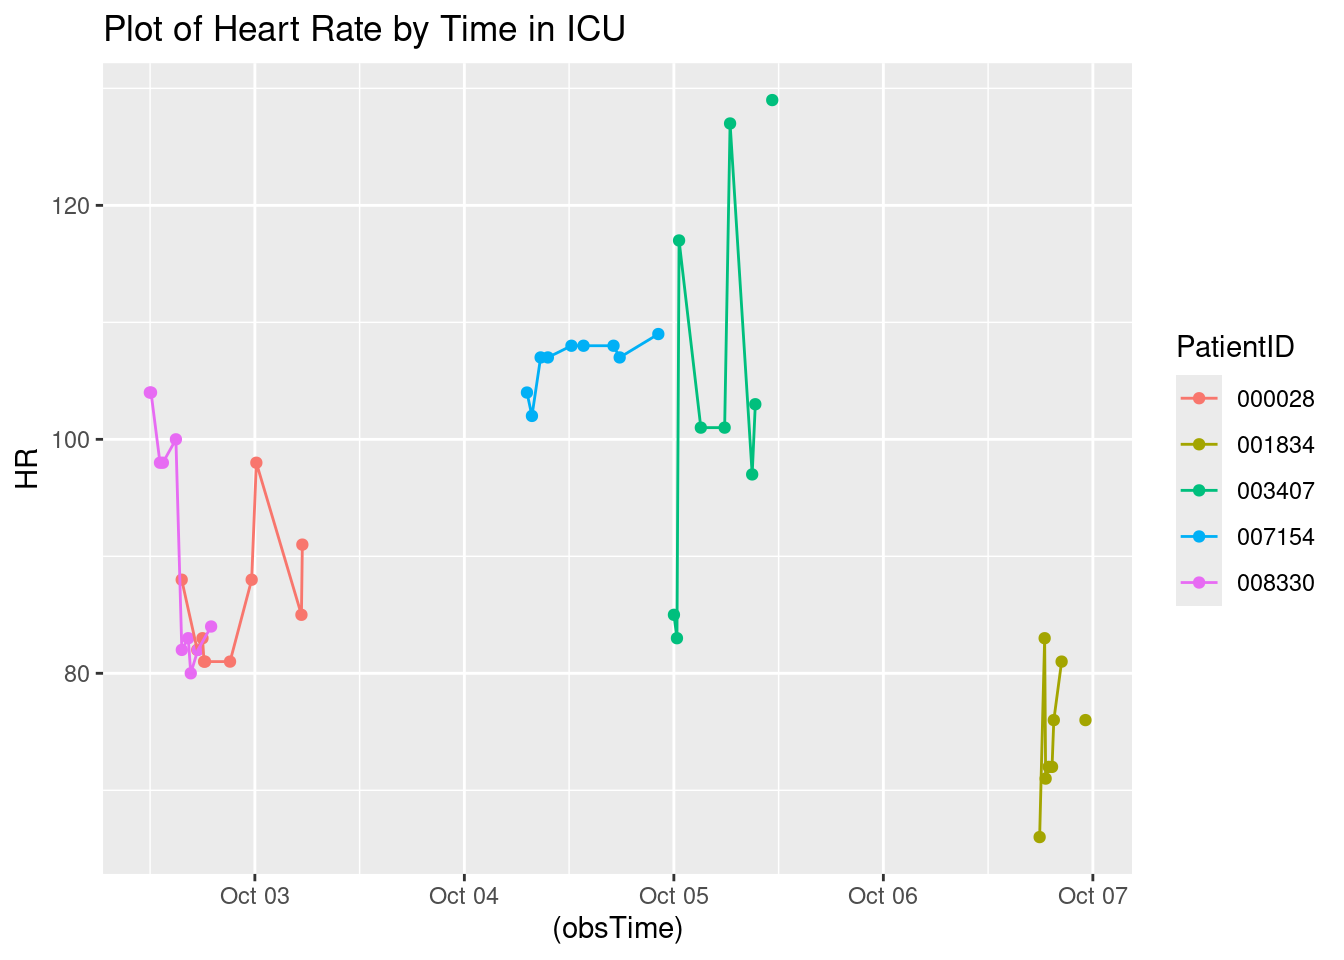 Plot of Heart Rate by Time in ICU
120
100
80
HR
Oct 03
Oct 04
Oct 05
Oct 06
Oct 07
(obsTime)
PatientID
000028
001834
003407
007154
008330